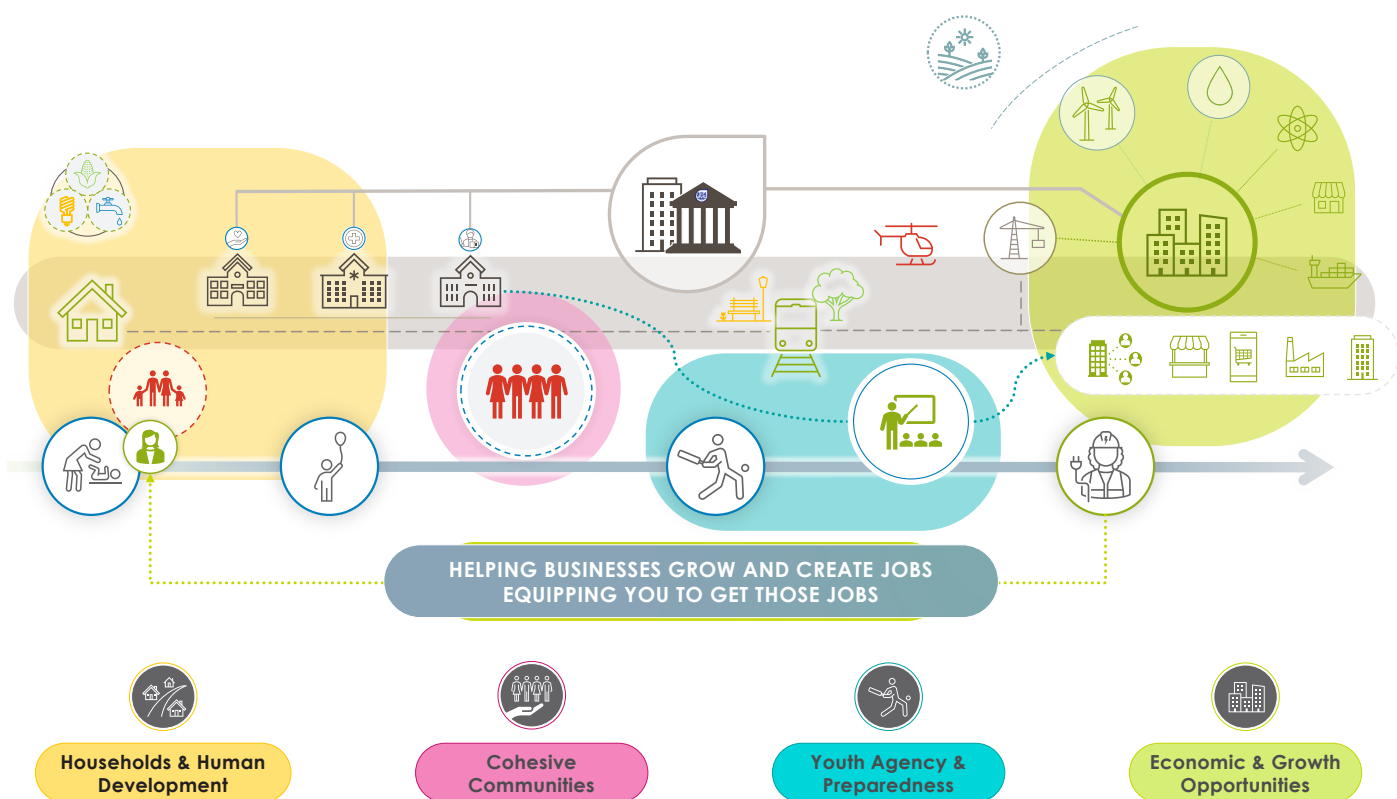 HELPING BUSINESSES GROW AND CREATE JOBS
EQUIPPING YOU TO GET THOSE JOBS
Households & Human
Development
Cohesive
Communities
Youth Agency &
Preparedness
Economic & Growth
Opportunities